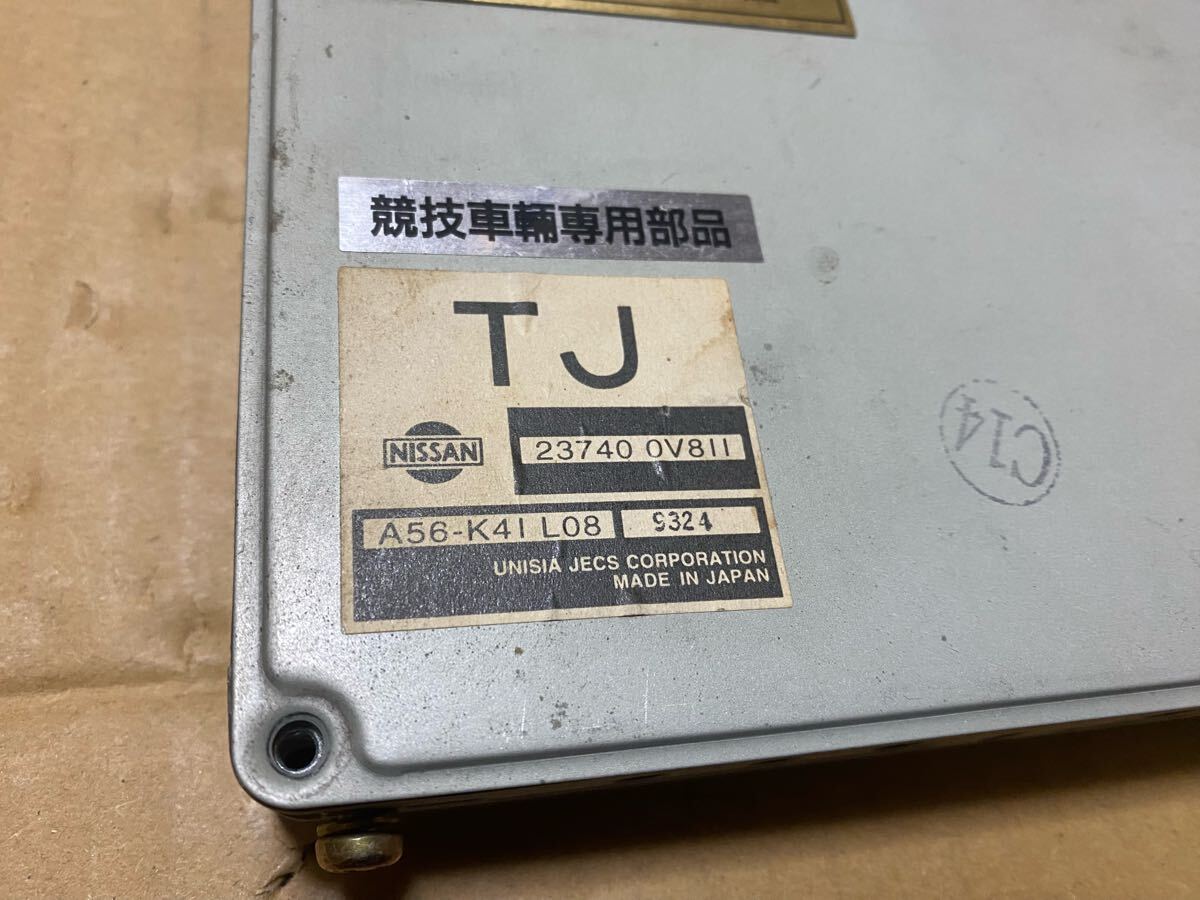 競技車輛専用部品
TJ
NISSAN
23740 0V811
A56-K41 L08
9324
UNISIA JECS CORPORATION
MADE IN JAPAN
C14